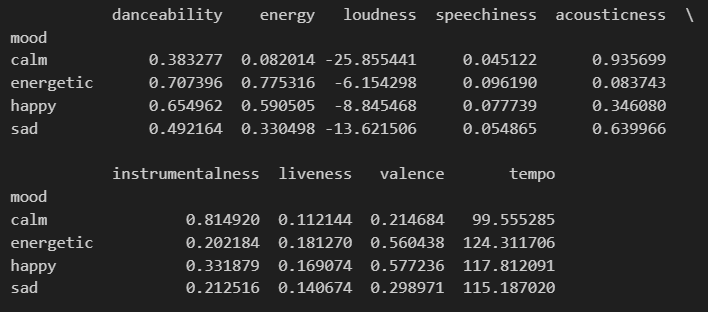 danceability energy loudness speechiness acousticness \
mood
calm 0.383277 0.082014 -25.855441 0.045122 0.935699
energetic 0.707396 0.775316 -6.154298 0.096190 0.083743
happy 0.654962 0.590505 -8.845468 0.077739 0.346080
sad 0.492164 0.330498 -13.621506 0.054865 0.639966
instrumentalness liveness valence tempo
mood
calm 0.814920 0.112144 0.214684 99.555285
energetic 0.202184 0.181270 0.560438 124.311706
happy 0.331879 0.169074 0.577236 117.812091
sad 0.212516 0.140674 0.298971 115.187020